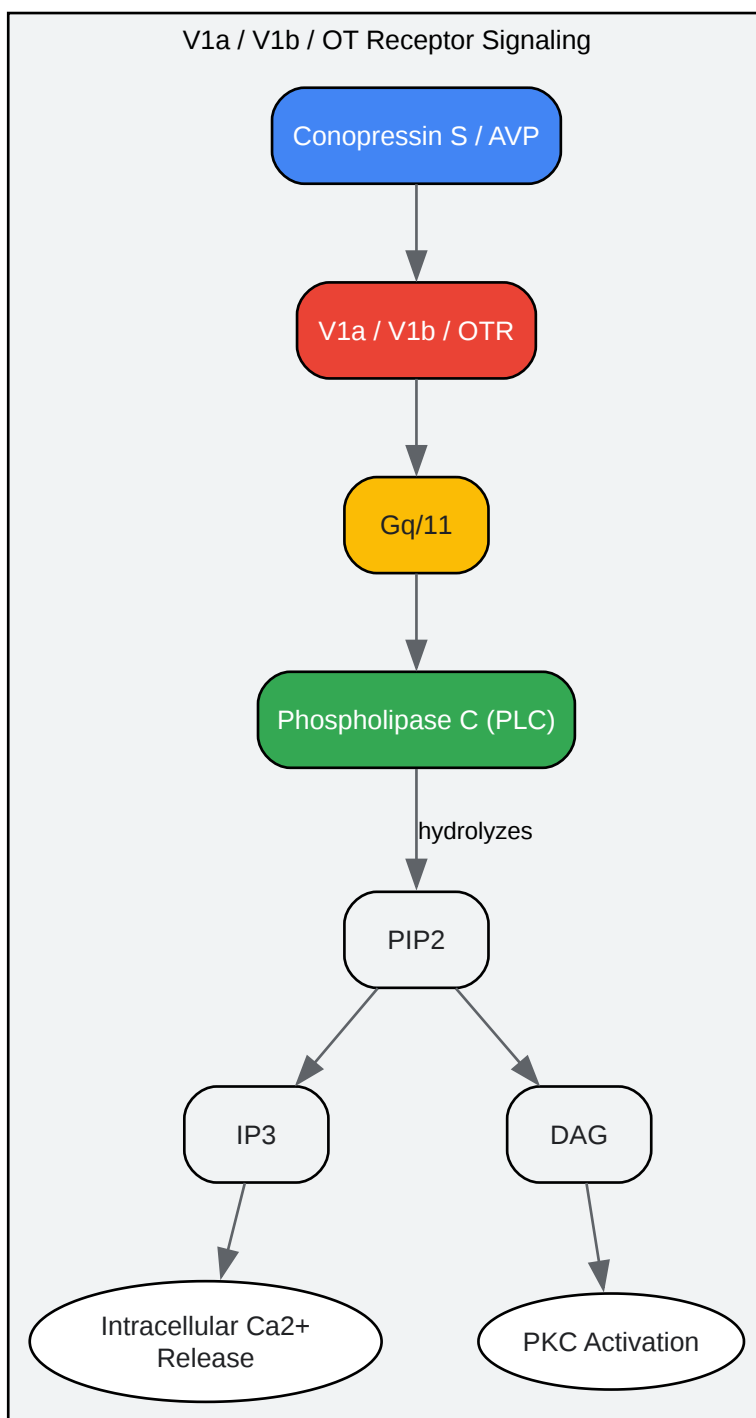 V1a / V1b / OT Receptor Signaling
Conopressin S / AVP
V1a / V1b / OTR
Gq/11
Phospholipase C (PLC)
hydrolyzes
PIP2
IP3
DAG
Intracellular Ca2+
Release
PKC Activation